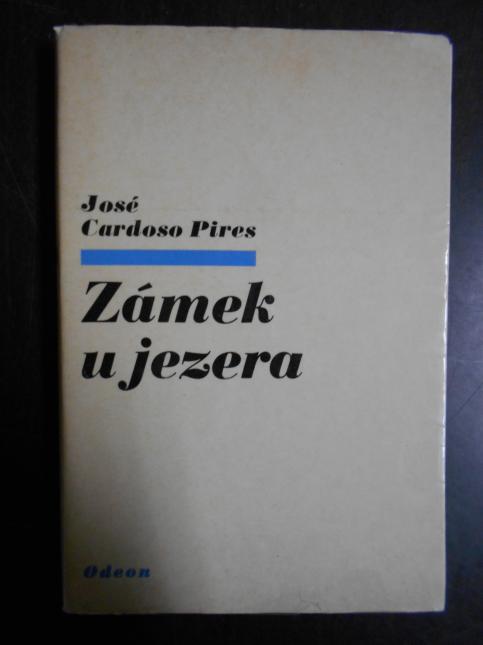 José
Cardoso Pires
Zámek
u jezera
Odeon